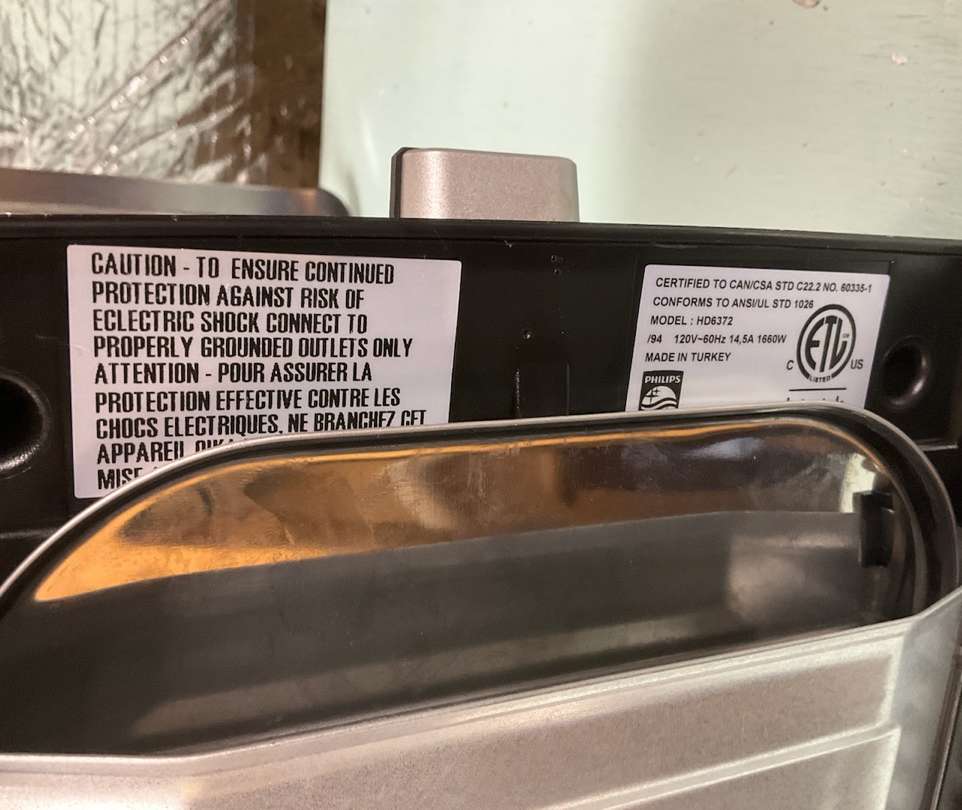 CAUTION - TO ENSURE CONTINUED
PROTECTION AGAINST RISK OF
ECLECTRIC SHOCK CONNECT TO
PROPERLY GROUNDED OUTLETS ONLY
ATTENTION - POUR ASSURER LA
PROTECTION EFFECTIVE CONTRE LES
CHOCS ELECTRIQUES, NE BRANCHEZ CET
APPAREIL
MISE
CERTIFIED TO CAN/CSA STD C22.2 NO. 60335-1
CONFORMS TO ANSI/UL STD 1026
MODEL : HD6372
/94 120V~60Hz 14,5A 1660W
MADE IN TURKEY
PHILIPS
C ETL US
LISTED